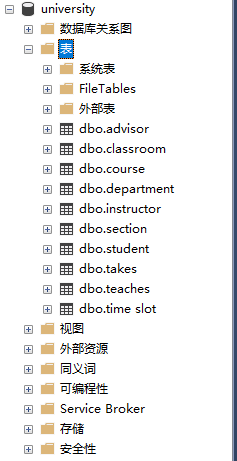 university
数据库关系图
表
系统表
FileTables
外部表
dbo.advisor
dbo.classroom
dbo.course
dbo.department
dbo.instructor
dbo.section
dbo.student
dbo.takes
dbo.teaches
dbo.time slot
视图
外部资源
同义词
可编程性
Service Broker
存储
安全性